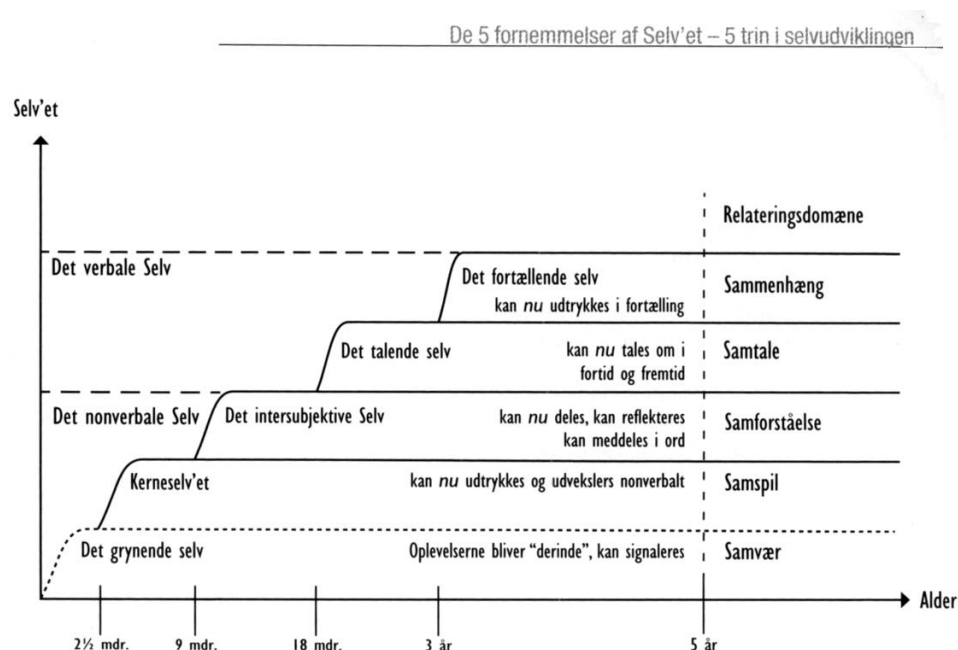 De 5 fornemmelser af Selv'et – 5 trin i selvudviklingen
Selv'et
Relateringsdomæne
Det verbale Selv
Det fortællende selv
kan nu udtrykkes i fortælling
Sammenhæng
Det talende selv
kan nu tales om i
fortid og fremtid
Samtale
Det nonverbale Selv
Det intersubjektive Selv
kan nu deles, kan reflekteres
kan meddeles i ord
Samforståelse
Kerneselv'et
kan nu udtrykkes og udvekslers nonverbalt
Samspil
Det grynende selv
Oplevelserne bliver "derinde", kan signaleres
Samvær
Alder
2½ mdr.
9 mdr.
18 mdr.
3 år
5 år